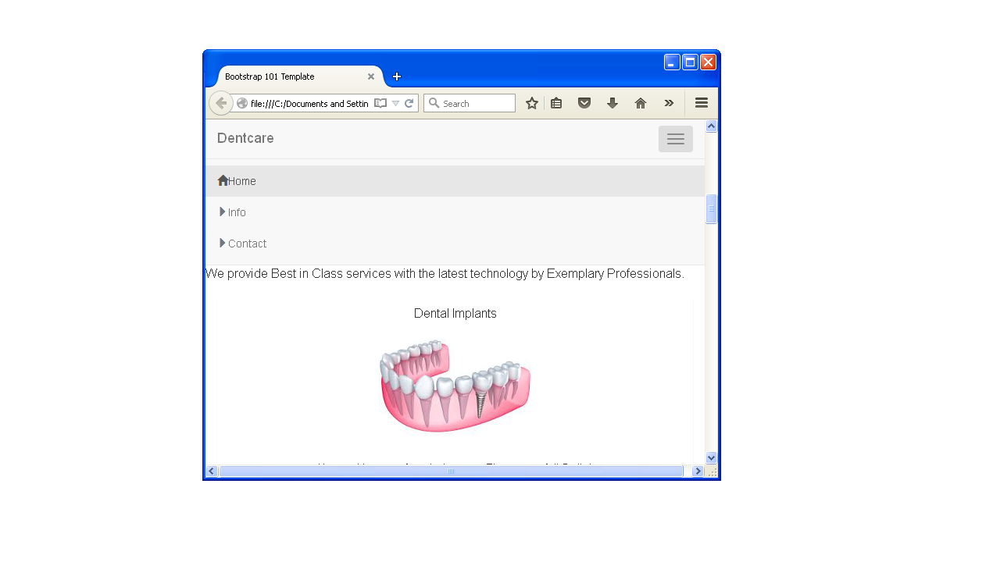 Bootstrap 101 Template
file:///C:/Documents and Settin
Search
Dentcare
Home
Info
Contact
We provide Best in Class services with the latest technology by Exemplary Professionals.
Dental Implants